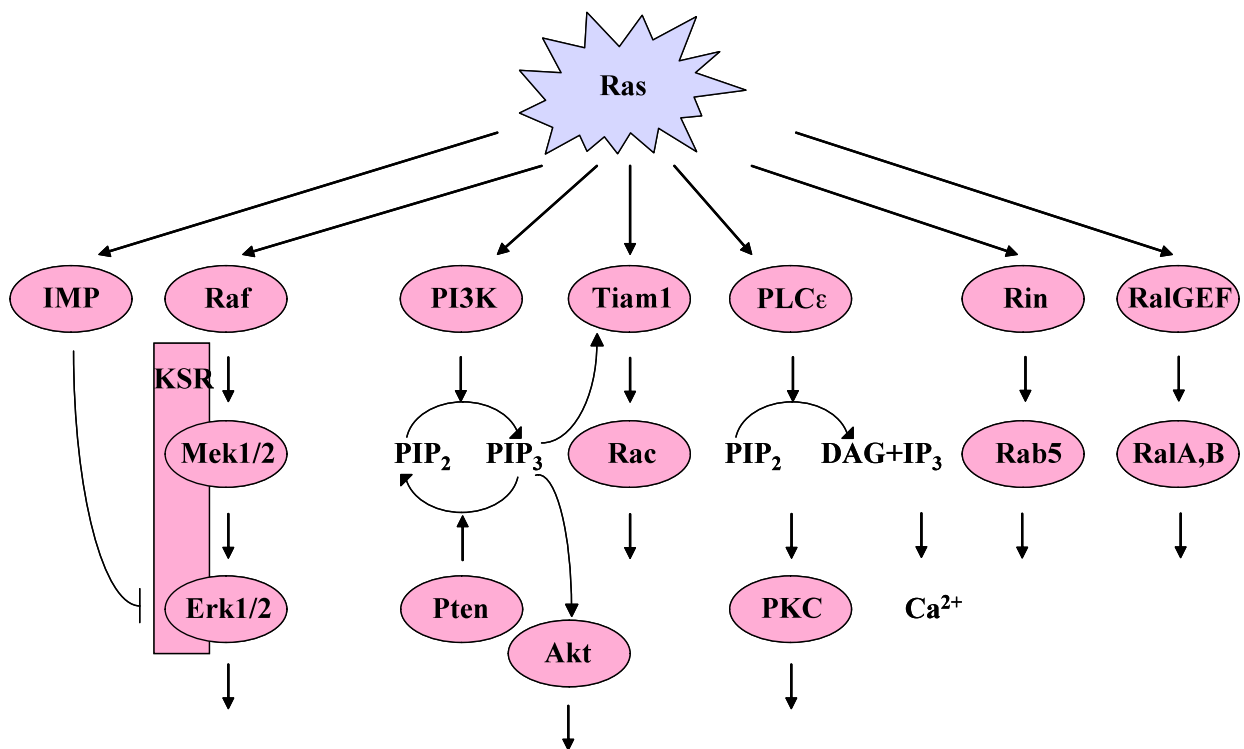 Ras
IMP
Raf
PI3K
Tiam1
PLCε
Rin
RalGEF
KSR
Mek1/2
PIP₂
PIP₃
Rac
PIP₂
DAG+IP₃
Rab5
RalA,B
Erk1/2
Pten
Akt
PKC
Ca²⁺